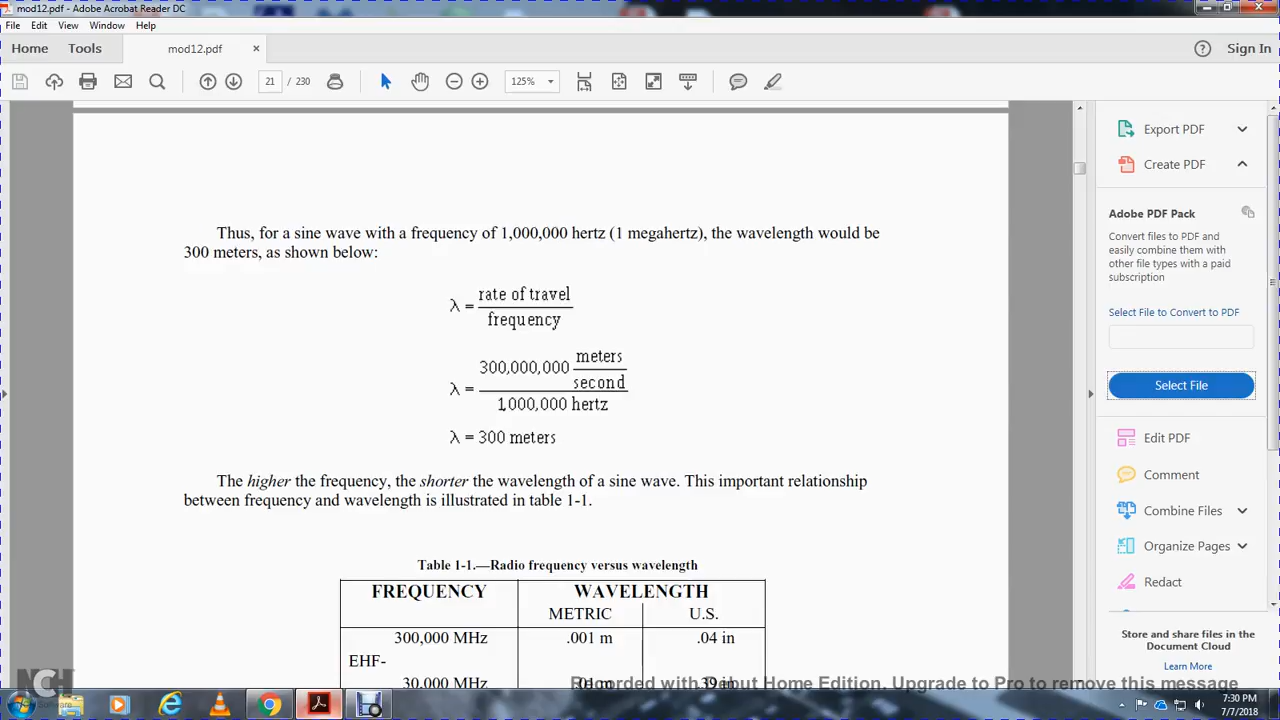 mod12.pdf - Adobe Acrobat Reader DC
File Edit View Window Help
Home Tools mod12.pdf × Sign In
21 / 230 125%
Thus, for a sine wave with a frequency of 1,000,000 hertz (1 megahertz), the wavelength would be
300 meters, as shown below:
λ = rate of travel
frequency
λ = 300,000,000 meters
second
1,000,000 hertz
λ = 300 meters
The higher the frequency, the shorter the wavelength of a sine wave. This important relationship
between frequency and wavelength is illustrated in table 1-1.
Table 1-1.—Radio frequency versus wavelength
FREQUENCY WAVELENGTH
METRIC U.S.
300,000 MHz .001 m .04 in
EHF-
30,000 MHz .01 m .39 in
Export PDF
Create PDF
Adobe PDF Pack
Convert files to PDF and
easily combine them with
other file types with a paid
subscription
Select File to Convert to PDF
Select File
Edit PDF
Comment
Combine Files
Organize Pages
Redact
Store and share files in the
Document Cloud
Learn More
NCH
Software
Recorded with Debut Home Edition. Upgrade to Pro to remove this message
7:30 PM
7/7/2018